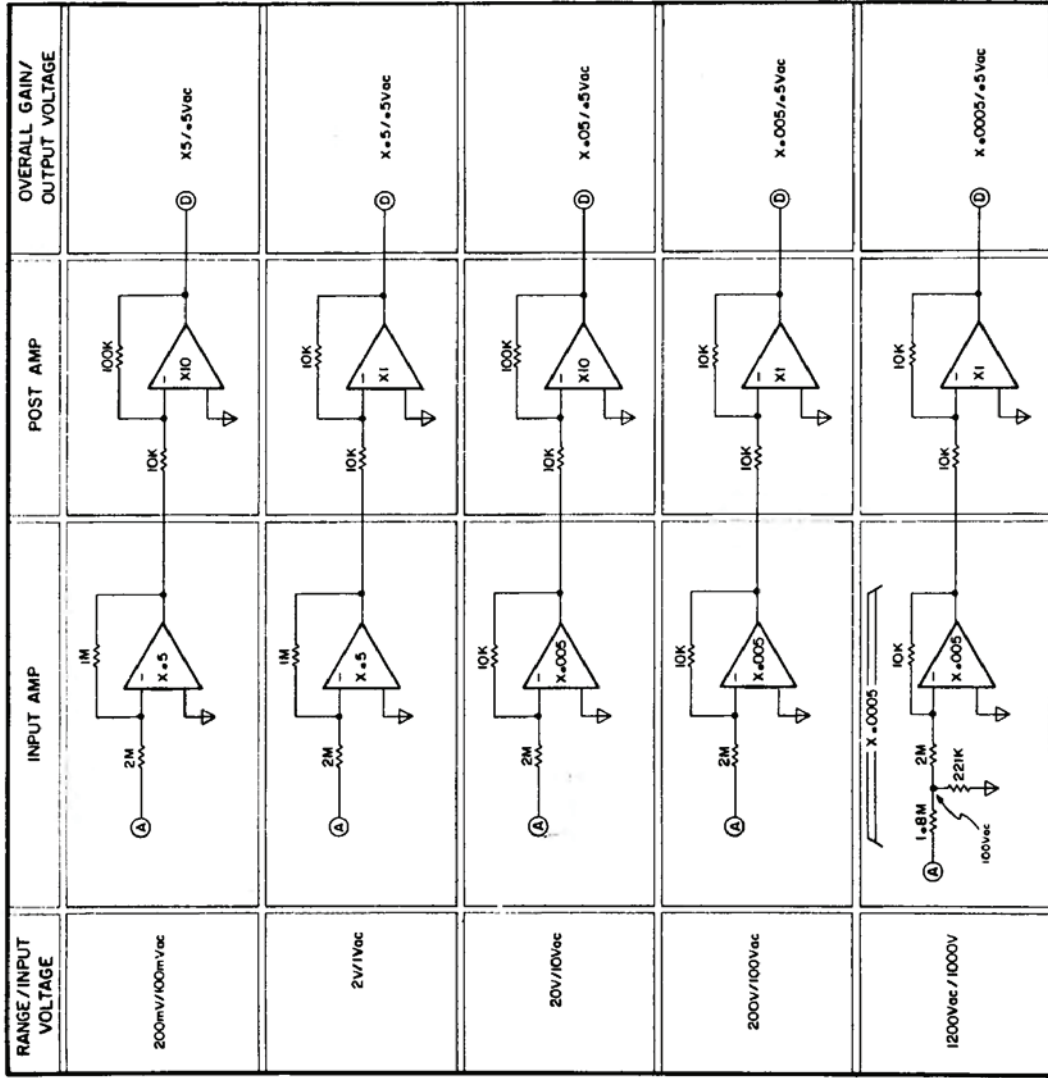 RANGE/INPUT
VOLTAGE
INPUT AMP
POST AMP
OVERALL GAIN/
OUTPUT VOLTAGE
200mV/100mVac
A
2M
1M
−
X.5
10K
100K
−
X10
D
X5/.5Vac
2V/1Vac
A
2M
1M
−
X.5
10K
10K
−
X1
D
X.5/.5Vac
20V/10Vac
A
2M
10K
−
X.005
10K
100K
−
X10
D
X.05/.5Vac
200V/100Vac
A
2M
10K
−
X.005
10K
10K
−
X1
D
X.005/.5Vac
1200Vac/1000V
X.0005
A
1.8M
100Vac
2M
221K
10K
−
X.005
10K
10K
−
X1
D
X.0005/.5Vac